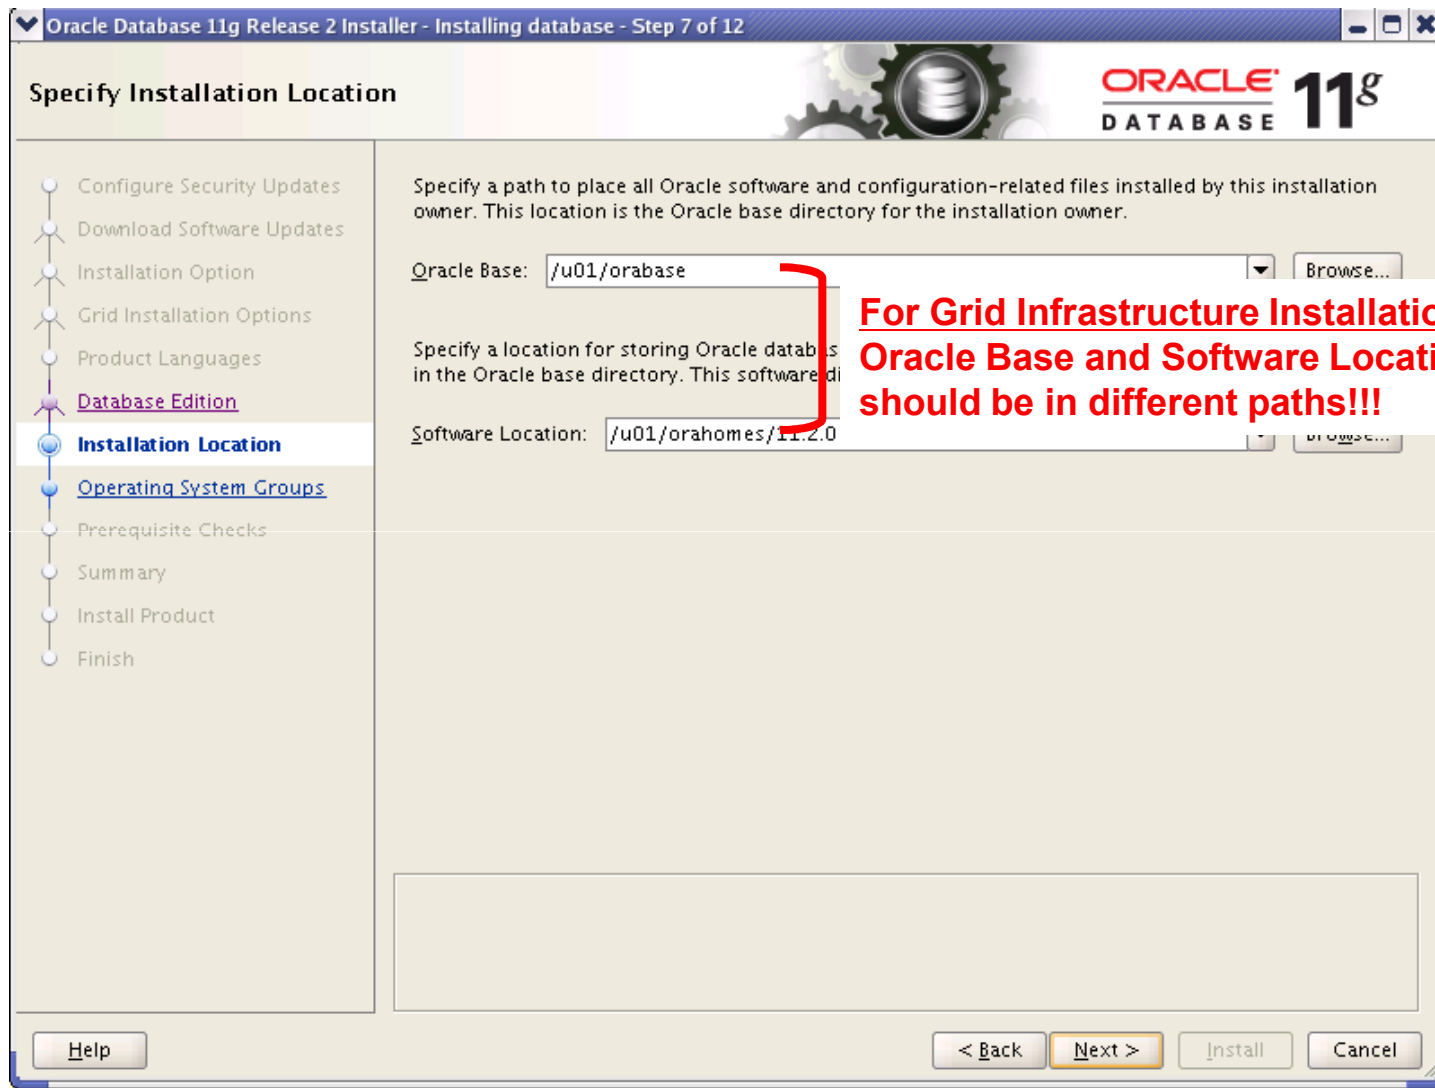 Oracle Database 11g Release 2 Installer - Installing database - Step 7 of 12
Specify Installation Location
ORACLE
DATABASE
11g
Configure Security Updates
Download Software Updates
Installation Option
Grid Installation Options
Product Languages
Database Edition
Installation Location
Operating System Groups
Prerequisite Checks
Summary
Install Product
Finish
Specify a path to place all Oracle software and configuration-related files installed by this installation
owner. This location is the Oracle base directory for the installation owner.
Oracle Base: /u01/orabase Browse...
For Grid Infrastructure
Oracle Base and Software
should be in different paths!!!
Specify a location for storing Oracle
in the Oracle base directory. This software
Software Location: /u01/orahomes/11.2.0 Browse...
Help
< Back
Next >
Install
Cancel